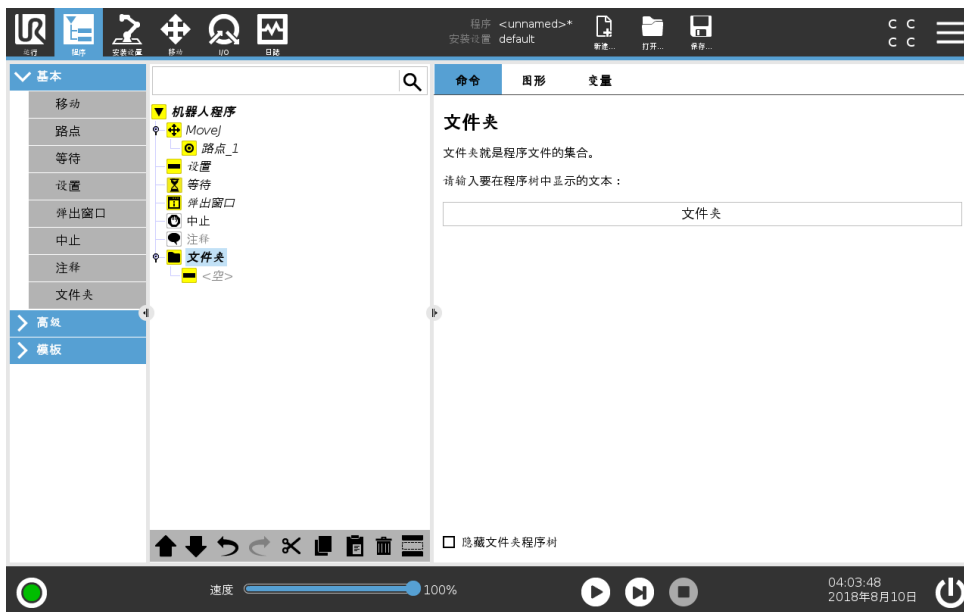 程序 <unnamed>*
安装设置 default
C C
C C
运行 程序 安装设置 移动 I/O 日志 新建... 打开... 保存...
基本
移动
路点
等待
设置
弹出窗口
中止
注释
文件夹
高级
模板
机器人程序
MoveJ
路点_1
设置
等待
弹出窗口
中止
注释
文件夹
<空>
命令 图形 变量
文件夹
文件夹就是程序文件的集合。
请输入要在程序树中显示的文本：
文件夹
隐藏文件夹程序树
速度 100%
04:03:48
2018年8月10日